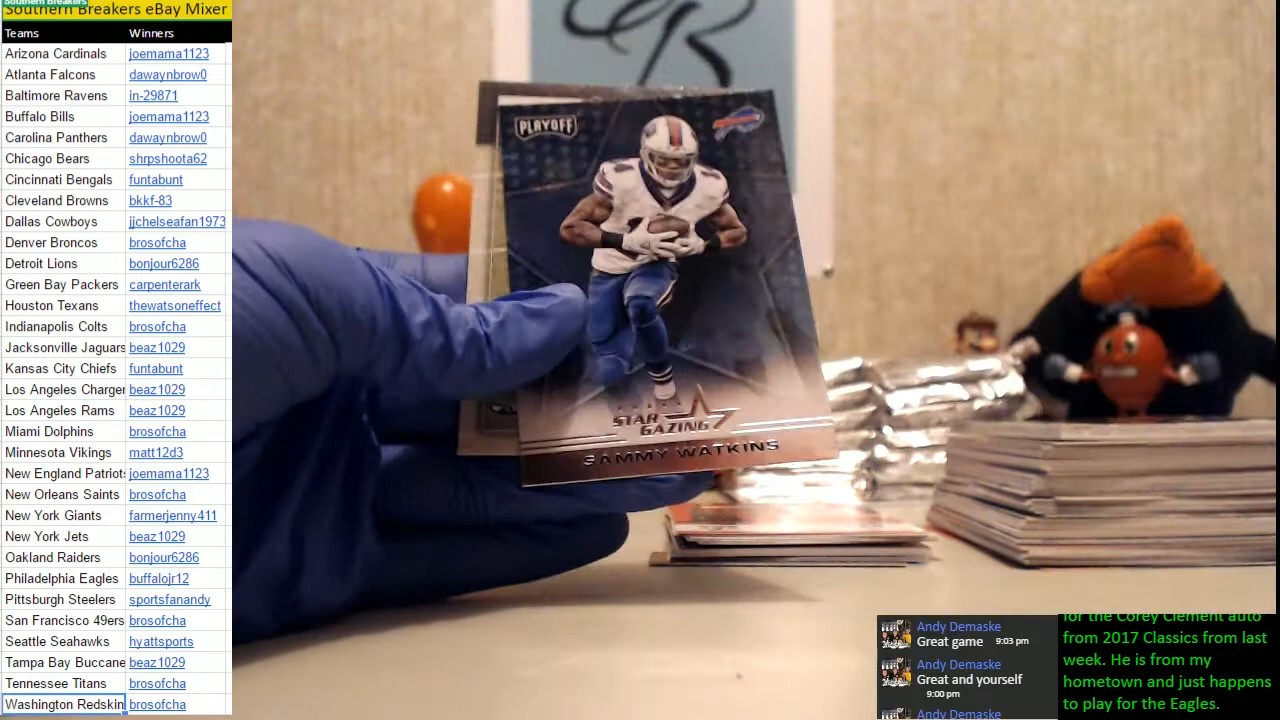 Southern Breakers
Southern Breakers eBay Mixer
Teams Winners
Arizona Cardinals joemama1123
Atlanta Falcons dawaynbrow0
Baltimore Ravens in-29871
Buffalo Bills joemama1123
Carolina Panthers dawaynbrow0
Chicago Bears shrpshoota62
Cincinnati Bengals funtabunt
Cleveland Browns bkkf-83
Dallas Cowboys jjchelseafan1973
Denver Broncos brosofcha
Detroit Lions bonjour6286
Green Bay Packers carpenterark
Houston Texans thewatsoneffect
Indianapolis Colts brosofcha
Jacksonville Jaguars beaz1029
Kansas City Chiefs funtabunt
Los Angeles Charger beaz1029
Los Angeles Rams beaz1029
Miami Dolphins brosofcha
Minnesota Vikings matt12d3
New England Patriots joemama1123
New Orleans Saints brosofcha
New York Giants farmerjenny411
New York Jets beaz1029
Oakland Raiders bonjour6286
Philadelphia Eagles buffalojr12
Pittsburgh Steelers sportsfanandy
San Francisco 49ers brosofcha
Seattle Seahawks hyattsports
Tampa Bay Buccane beaz1029
Tennessee Titans brosofcha
Washington Redskin brosofcha
PLAYOFF
STAR
GAZING
SAMMY WATKINS
Andy Demaske
Great game 9:03 pm
Andy Demaske
Great and yourself
9:00 pm
Andy Demaske
for the Corey Clement auto
from 2017 Classics from last
week. He is from my
hometown and just happens
to play for the Eagles.